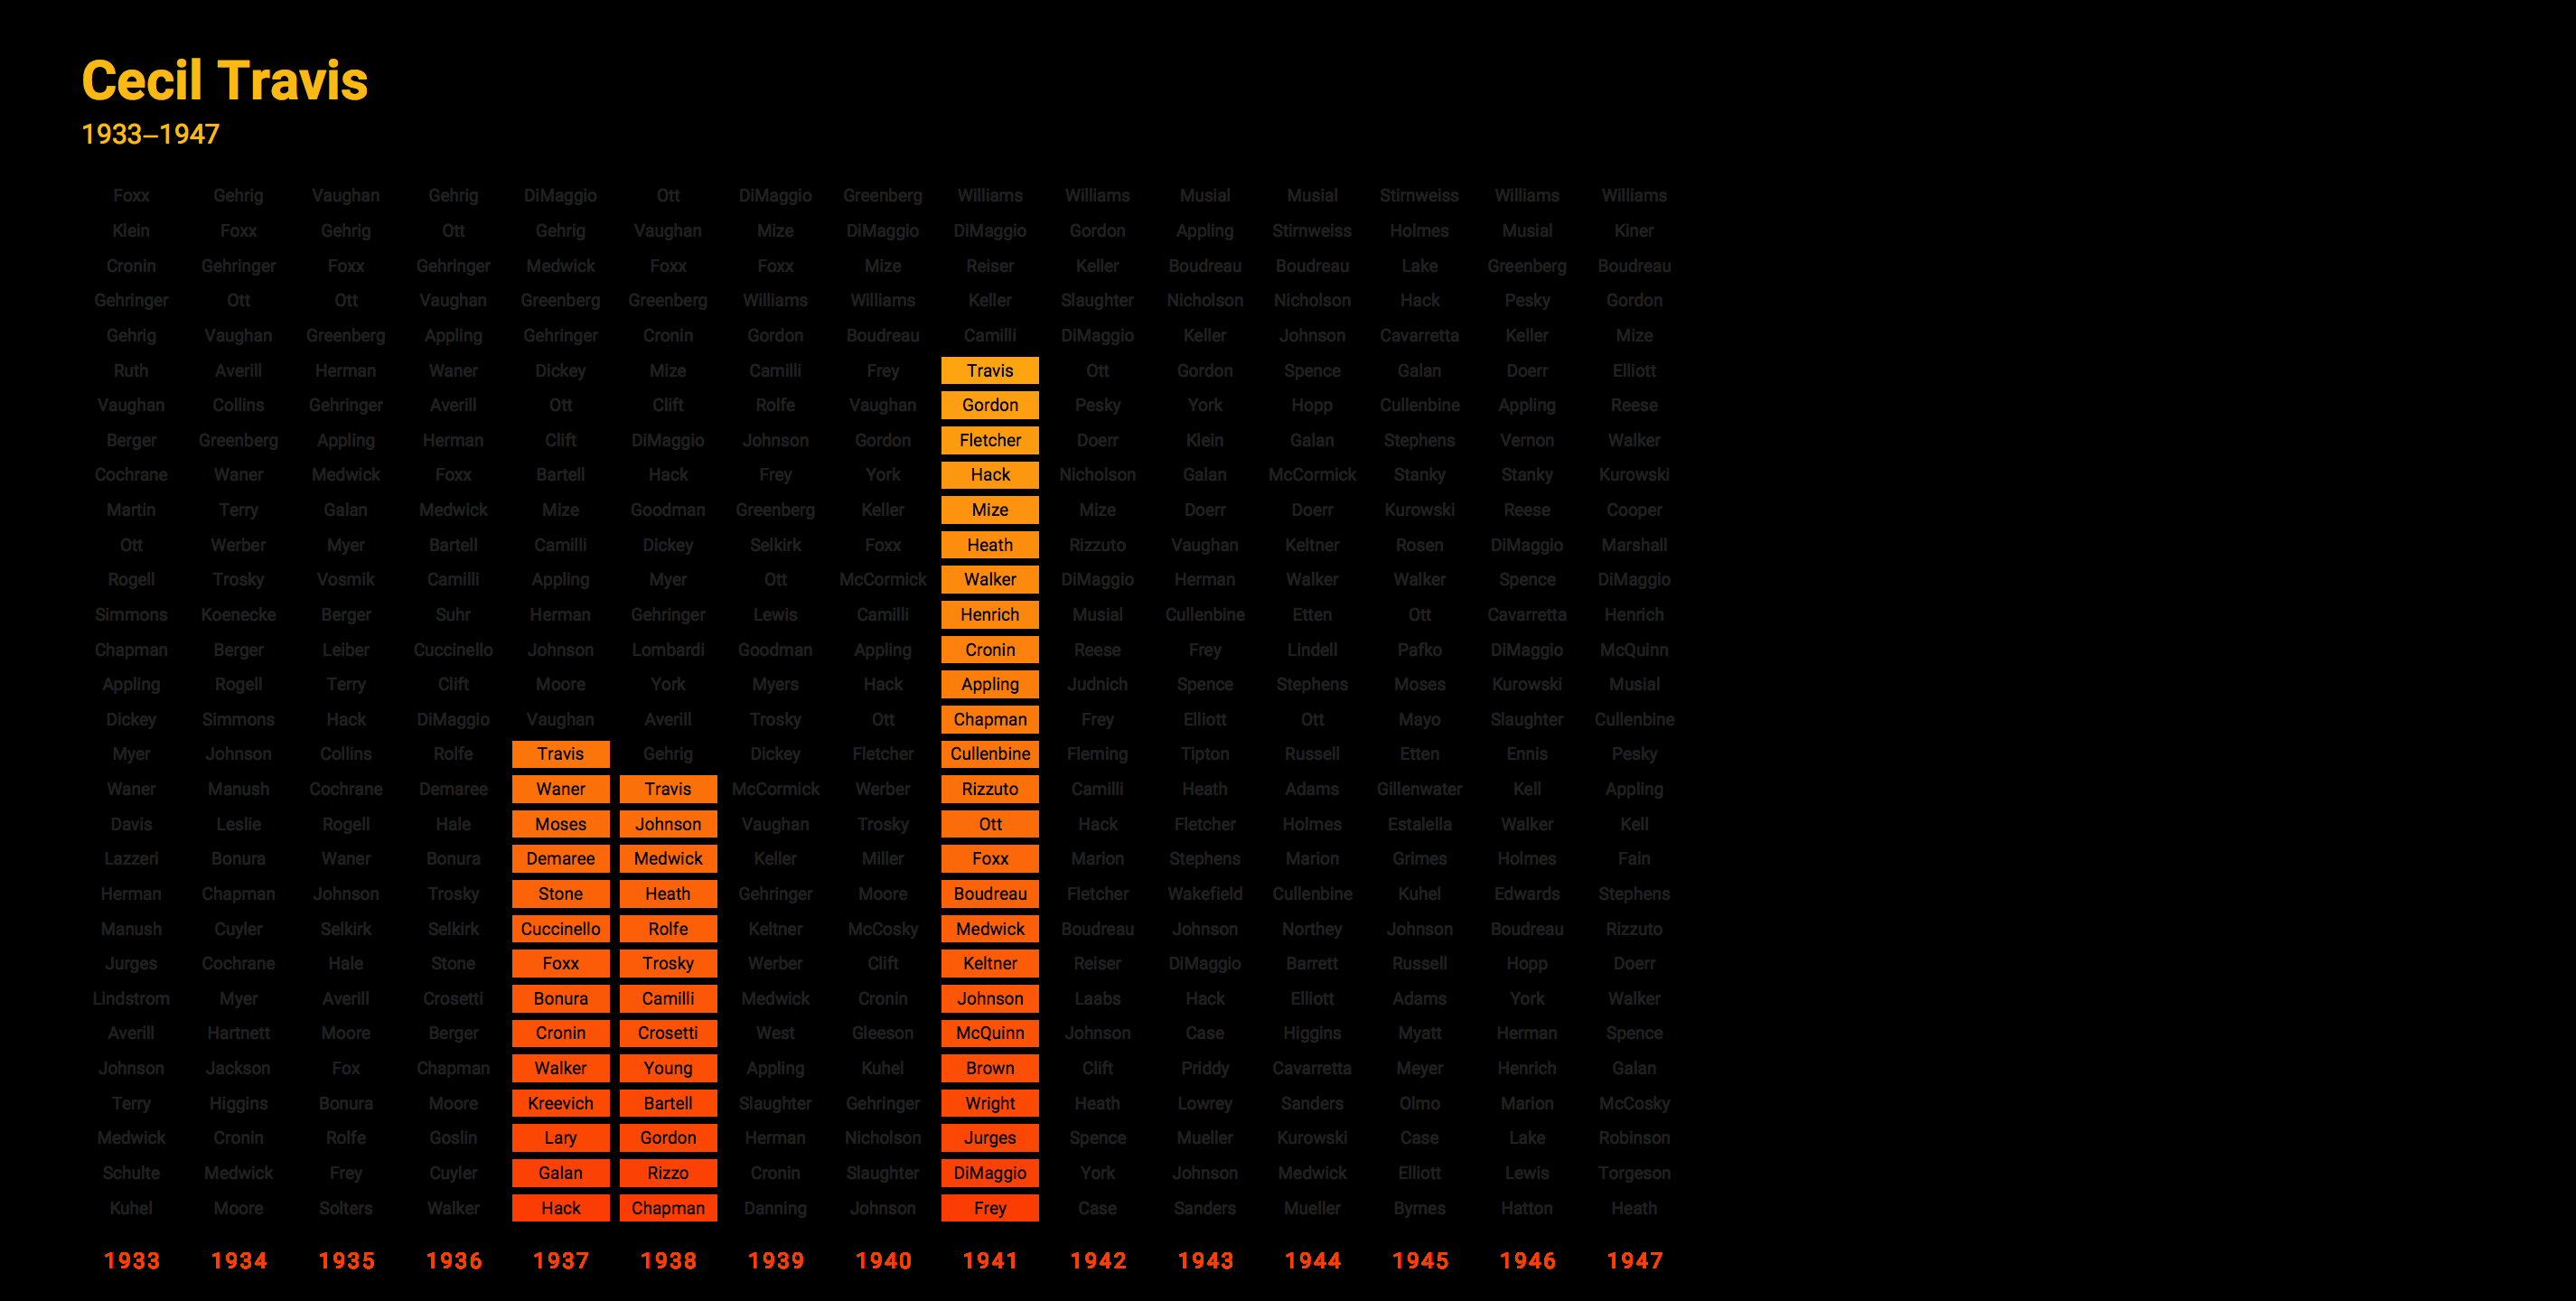 Cecil Travis
1933–1947
Foxx Gehrig Vaughan Gehrig DiMaggio Ott DiMaggio Greenberg Williams Williams Musial Musial Stirnweiss Williams Williams
Klein Foxx Gehrig Ott Gehrig Vaughan Mize DiMaggio DiMaggio Gordon Appling Stirnweiss Holmes Musial Kiner
Cronin Gehringer Foxx Gehringer Medwick Foxx Foxx Mize Reiser Keller Boudreau Boudreau Lake Greenberg Boudreau
Gehringer Ott Ott Vaughan Greenberg Greenberg Williams Williams Keller Slaughter Nicholson Nicholson Hack Pesky Gordon
Gehrig Vaughan Greenberg Appling Gehringer Cronin Gordon Boudreau Camilli DiMaggio Keller Johnson Cavarretta Keller Mize
Ruth Averill Herman Waner Dickey Mize Camilli Frey Travis Ott Gordon Spence Galan Doerr Elliott
Vaughan Collins Gehringer Averill Ott Clift Rolfe Vaughan Gordon Pesky York Hopp Cullenbine Appling Reese
Berger Greenberg Appling Herman Clift DiMaggio Johnson Gordon Fletcher Doerr Klein Galan Stephens Vernon Walker
Cochrane Waner Medwick Foxx Bartell Hack Frey York Hack Nicholson Galan McCormick Stanky Stanky Kurowski
Martin Terry Galan Medwick Mize Goodman Greenberg Keller Mize Mize Doerr Doerr Kurowski Reese Cooper
Ott Werber Myer Bartell Camilli Dickey Selkirk Foxx Heath Rizzuto Vaughan Keltner Rosen DiMaggio Marshall
Rogell Trosky Vosmik Camilli Appling Myer Ott McCormick Walker DiMaggio Herman Walker Walker Spence DiMaggio
Simmons Koenecke Berger Suhr Herman Gehringer Lewis Camilli Henrich Musial Cullenbine Etten Ott Cavarretta Henrich
Chapman Berger Leiber Cuccinello Johnson Lombardi Goodman Appling Cronin Reese Frey Lindell Pafko DiMaggio McQuinn
Appling Rogell Terry Clift Moore York Myers Hack Appling Judnich Spence Stephens Moses Kurowski Musial
Dickey Simmons Hack DiMaggio Vaughan Averill Trosky Ott Chapman Frey Elliott Ott Mayo Slaughter Cullenbine
Myer Johnson Collins Rolfe Travis Gehrig Dickey Fletcher Cullenbine Fleming Tipton Russell Etten Ennis Pesky
Waner Manush Cochrane Demaree Waner Travis McCormick Werber Rizzuto Camilli Heath Adams Gillenwater Kell Appling
Davis Leslie Rogell Hale Moses Johnson Vaughan Trosky Ott Hack Fletcher Holmes Estalella Walker Kell
Lazzeri Bonura Waner Bonura Demaree Medwick Keller Miller Foxx Marion Stephens Marion Grimes Holmes Fain
Herman Chapman Johnson Trosky Stone Heath Gehringer Moore Boudreau Fletcher Wakefield Cullenbine Kuhel Edwards Stephens
Manush Cuyler Selkirk Selkirk Cuccinello Rolfe Keltner McCosky Medwick Boudreau Johnson Northey Johnson Boudreau Rizzuto
Jurges Cochrane Hale Stone Foxx Trosky Werber Clift Keltner Reiser DiMaggio Barrett Russell Hopp Doerr
Lindstrom Myer Averill Crosetti Bonura Camilli Medwick Cronin Johnson Laabs Hack Elliott Adams York Walker
Averill Hartnett Moore Berger Cronin Crosetti West Gleeson McQuinn Johnson Case Higgins Myatt Herman Spence
Johnson Jackson Fox Chapman Walker Young Appling Kuhel Brown Clift Priddy Cavarretta Meyer Henrich Galan
Terry Higgins Bonura Moore Kreevich Bartell Slaughter Gehringer Wright Heath Lowrey Sanders Olmo Marion McCosky
Medwick Cronin Rolfe Goslin Lary Gordon Herman Nicholson Jurges Spence Mueller Kurowski Case Lake Robinson
Schulte Medwick Frey Cuyler Galan Rizzo Cronin Slaughter DiMaggio York Johnson Medwick Elliott Lewis Torgeson
Kuhel Moore Solters Walker Hack Chapman Danning Johnson Frey Case Sanders Mueller Byrnes Hatton Heath
1933 1934 1935 1936 1937 1938 1939 1940 1941 1942 1943 1944 1945 1946 1947